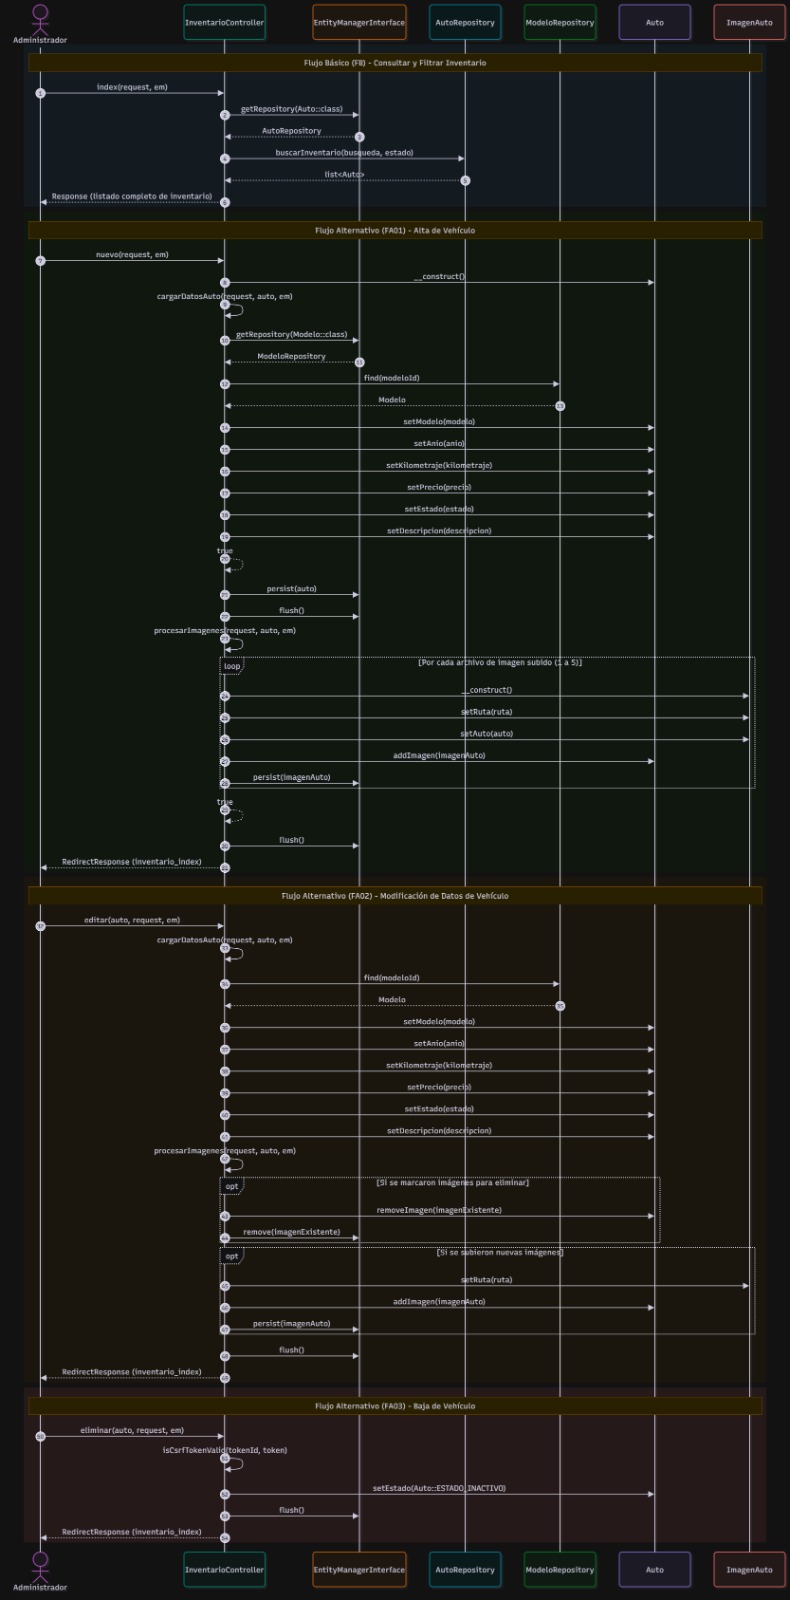 Administrador
InventarioController
EntityManagerInterface
AutoRepository
ModeloRepository
Auto
ImagenAuto
Flujo Básico (FB) - Consultar y Filtrar Inventario
index(request, em)
getRepository(Auto::class)
AutoRepository
buscarInventario(busqueda, estado)
list<Auto>
Response (listado completo de inventario)
Flujo Alternativo (FA01) - Alta de Vehículo
nuevo(request, em)
__construct()
cargarDatosAuto(request, auto, em)
getRepository(Modelo::class)
ModeloRepository
find(modeloId)
Modelo
setModelo(modelo)
setAnio(anio)
setKilometraje(kilometraje)
setPrecio(precio)
setEstado(estado)
setDescripcion(descripcion)
true
persist(auto)
flush()
procesarImagenes(request, auto, em)
loop
[Por cada archivo de imagen subido (1 a 5)]
__construct()
setRuta(ruta)
setAuto(auto)
addImagen(imagenAuto)
persist(imagenAuto)
true
flush()
RedirectResponse (inventario_index)
Flujo Alternativo (FA02) - Modificación de Datos de Vehículo
editar(auto, request, em)
cargarDatosAuto(request, auto, em)
find(modeloId)
Modelo
setModelo(modelo)
setAnio(anio)
setKilometraje(kilometraje)
setPrecio(precio)
setEstado(estado)
setDescripcion(descripcion)
procesarImagenes(request, auto, em)
opt
[Si se marcaron imágenes para eliminar]
removeImagen(imagenExistente)
remove(imagenExistente)
opt
[Si se subieron nuevas imágenes]
setRuta(ruta)
addImagen(imagenAuto)
persist(imagenAuto)
flush()
RedirectResponse (inventario_index)
Flujo Alternativo (FA03) - Baja de Vehículo
eliminar(auto, request, em)
isCsrfTokenValid(tokenId, token)
setEstado(Auto::ESTADO_INACTIVO)
flush()
RedirectResponse (inventario_index)
Administrador
InventarioController
EntityManagerInterface
AutoRepository
ModeloRepository
Auto
ImagenAuto